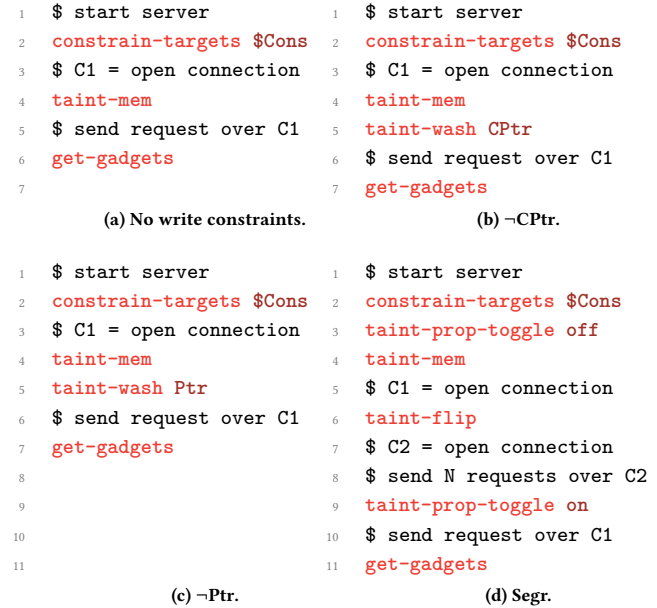 1 $ start server
2 constrain-targets $Cons
3 $ C1 = open connection
4 taint-mem
5 $ send request over C1
6 get-gadgets
7
(a) No write constraints.
1 $ start server
2 constrain-targets $Cons
3 $ C1 = open connection
4 taint-mem
5 taint-wash CPtr
6 $ send request over C1
7 get-gadgets
(b) ¬CPtr.
1 $ start server
2 constrain-targets $Cons
3 $ C1 = open connection
4 taint-mem
5 taint-wash Ptr
6 $ send request over C1
7 get-gadgets
8
9
10
11
(c) ¬Ptr.
1 $ start server
2 constrain-targets $Cons
3 taint-prop-toggle off
4 taint-mem
5 $ C1 = open connection
6 taint-flip
7 $ C2 = open connection
8 $ send N requests over C2
9 taint-prop-toggle on
10 $ send request over C1
11 get-gadgets
(d) Segr.